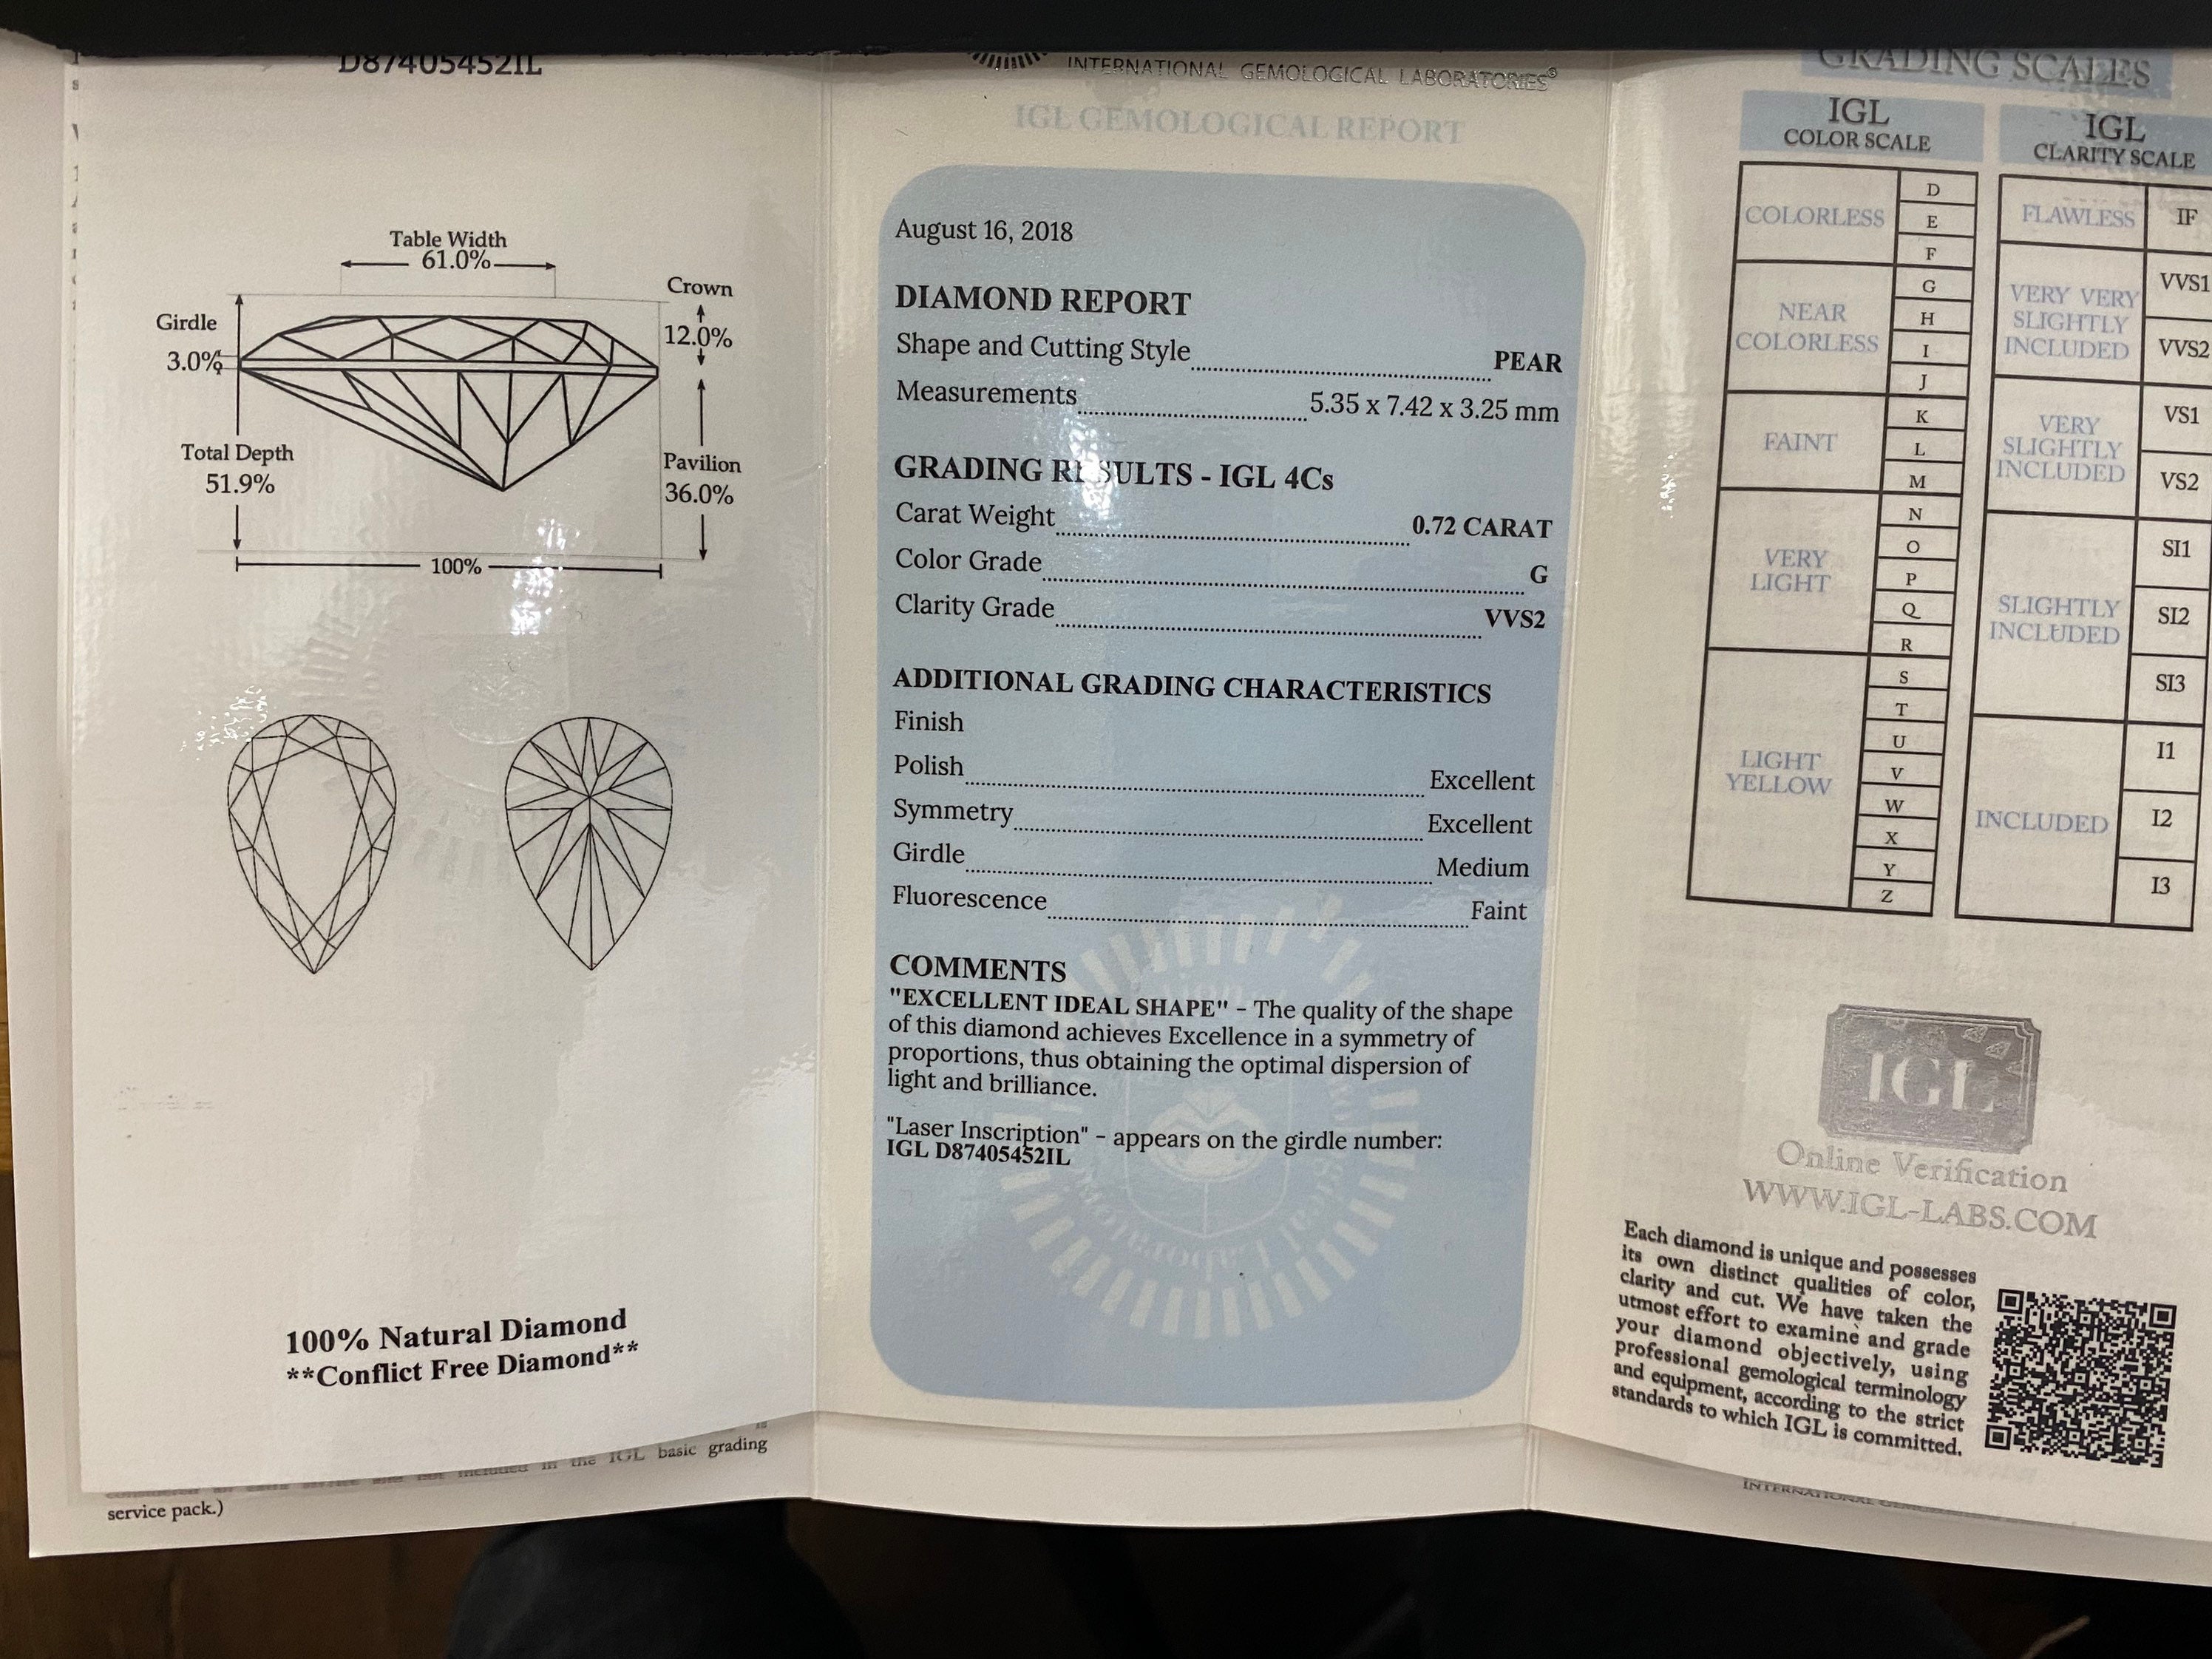 D87405452IL
Table Width
61.0%
Crown
12.0%
Girdle
3.0%
Total Depth
51.9%
Pavilion
36.0%
100%
100% Natural Diamond
**Conflict Free Diamond**
in the IGL basic grading
service pack.)
INTERNATIONAL GEMOLOGICAL LABORATORIES®
IGL GEMOLOGICAL REPORT
August 16, 2018
DIAMOND REPORT
Shape and Cutting Style PEAR
Measurements 5.35 x 7.42 x 3.25 mm
GRADING RESULTS - IGL 4Cs
Carat Weight 0.72 CARAT
Color Grade G
Clarity Grade VVS2
ADDITIONAL GRADING CHARACTERISTICS
Finish
Polish Excellent
Symmetry Excellent
Girdle Medium
Fluorescence Faint
COMMENTS
"EXCELLENT IDEAL SHAPE" - The quality of the shape
of this diamond achieves Excellence in a symmetry of
proportions, thus obtaining the optimal dispersion of
light and brilliance.
"Laser Inscription" - appears on the girdle number:
IGL D87405452IL
GRADING SCALES
IGL
COLOR SCALE
COLORLESS
D
E
F
NEAR
COLORLESS
G
H
I
J
FAINT
K
L
M
VERY
LIGHT
N
O
P
Q
R
LIGHT
YELLOW
S
T
U
V
W
X
Y
Z
IGL
CLARITY SCALE
FLAWLESS
IF
VERY VERY
SLIGHTLY
INCLUDED
VVS1
VVS2
VERY
SLIGHTLY
INCLUDED
VS1
VS2
SLIGHTLY
INCLUDED
SI1
SI2
SI3
INCLUDED
I1
I2
I3
IGL
Online Verification
WWW.IGL-LABS.COM
Each diamond is unique and possesses
its own distinct qualities of color,
clarity and cut. We have taken the
utmost effort to examine and grade
your diamond objectively, using
professional gemological terminology
and equipment, according to the strict
standards to which IGL is committed.
INTERNATIONAL